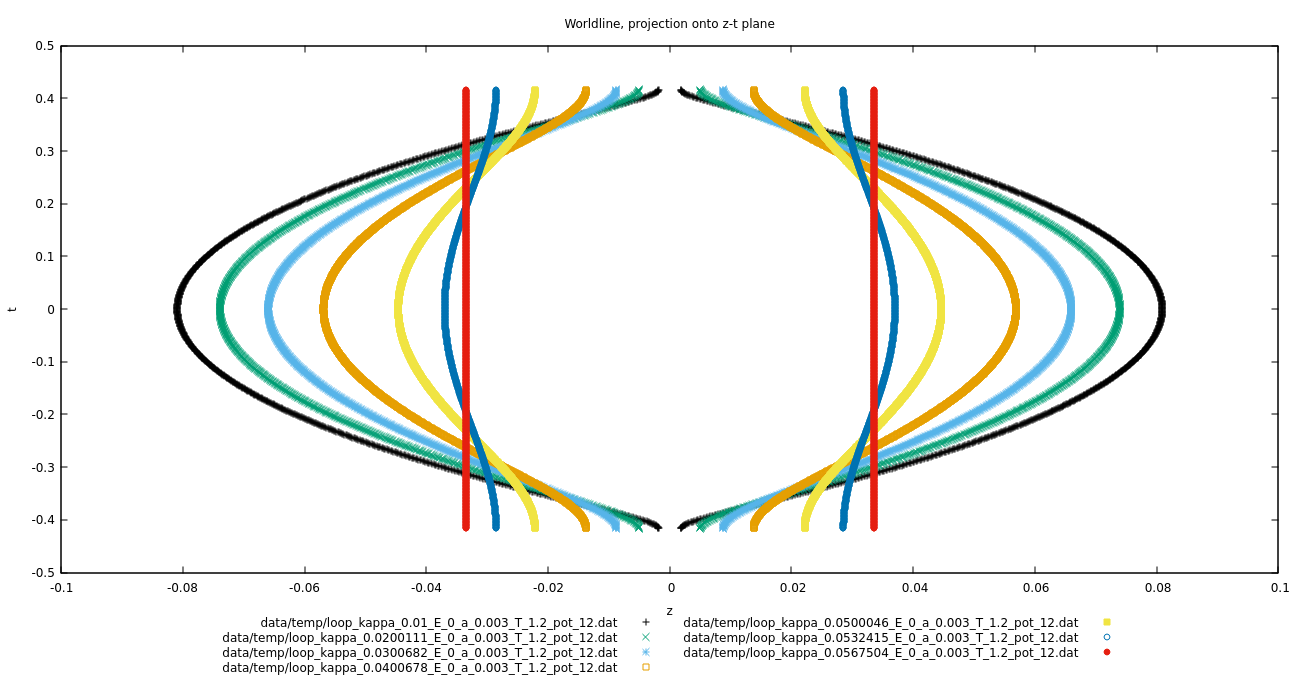 Worldline, projection onto z-t plane
0.5
0.4
0.3
0.2
0.1
0
-0.1
-0.2
-0.3
-0.4
-0.5
t
-0.1 -0.08 -0.06 -0.04 -0.02 0 0.02 0.04 0.06 0.08 0.1
z
data/temp/loop_kappa_0.01_E_0_a_0.003_T_1.2_pot_12.dat
data/temp/loop_kappa_0.0200111_E_0_a_0.003_T_1.2_pot_12.dat
data/temp/loop_kappa_0.0300682_E_0_a_0.003_T_1.2_pot_12.dat
data/temp/loop_kappa_0.0400678_E_0_a_0.003_T_1.2_pot_12.dat
data/temp/loop_kappa_0.0500046_E_0_a_0.003_T_1.2_pot_12.dat
data/temp/loop_kappa_0.0532415_E_0_a_0.003_T_1.2_pot_12.dat
data/temp/loop_kappa_0.0567504_E_0_a_0.003_T_1.2_pot_12.dat